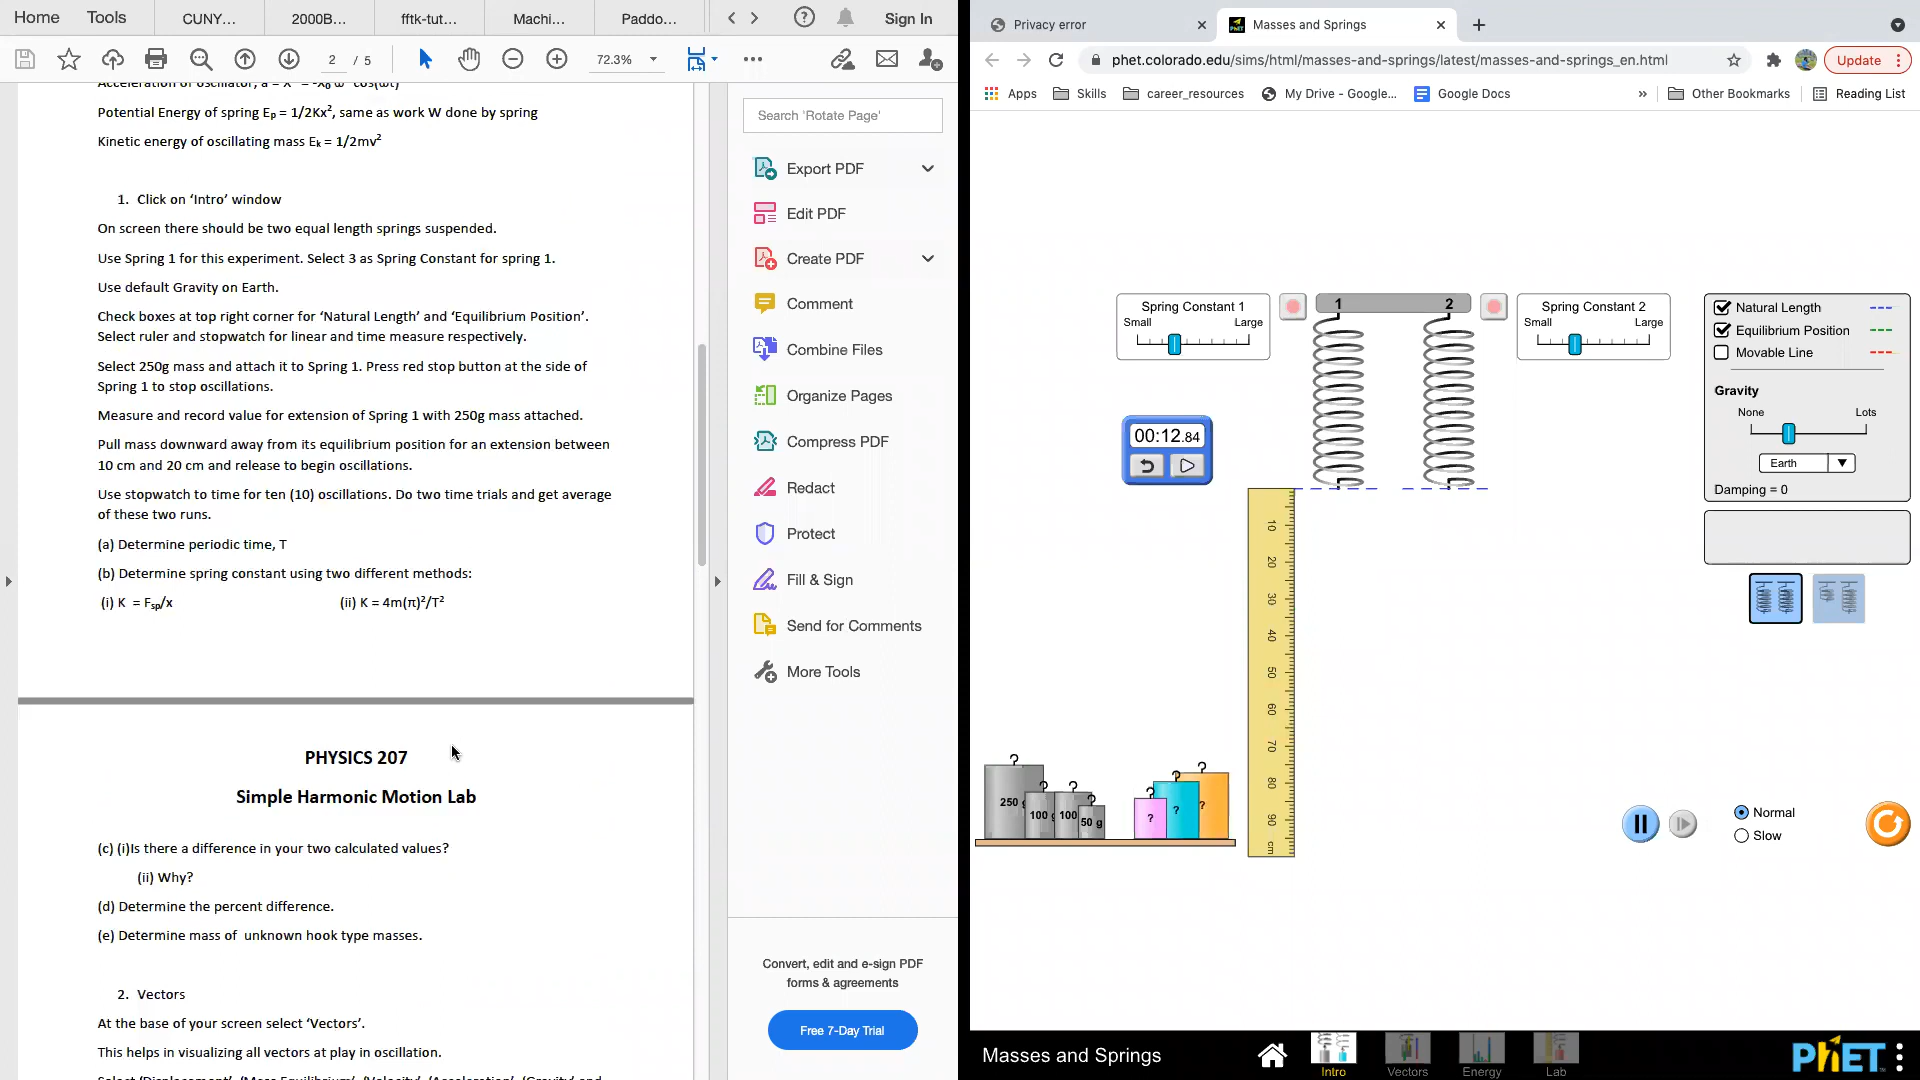 Home
Tools
CUNY...
2000B...
fftk-tut...
Machi...
Paddo...
Sign In
2 / 5
72.3%
Potential Energy of spring Eₚ = 1/2Kx², same as work W done by spring
Kinetic energy of oscillating mass Eₖ = 1/2mv²
1. Click on ‘Intro’ window
On screen there should be two equal length springs suspended.
Use Spring 1 for this experiment. Select 3 as Spring Constant for spring 1.
Use default Gravity on Earth.
Check boxes at top right corner for ‘Natural Length’ and ‘Equilibrium Position’.
Select ruler and stopwatch for linear and time measure respectively.
Select 250g mass and attach it to Spring 1. Press red stop button at the side of
Spring 1 to stop oscillations.
Measure and record value for extension of Spring 1 with 250g mass attached.
Pull mass downward away from its equilibrium position for an extension between
10 cm and 20 cm and release to begin oscillations.
Use stopwatch to time for ten (10) oscillations. Do two time trials and get average
of these two runs.
(a) Determine periodic time, T
(b) Determine spring constant using two different methods:
(i) K = Fsp/x (ii) K = 4m(π)²/T²
PHYSICS 207
Simple Harmonic Motion Lab
(c) (i)Is there a difference in your two calculated values?
(ii) Why?
(d) Determine the percent difference.
(e) Determine mass of unknown hook type masses.
2. Vectors
At the base of your screen select ‘Vectors’.
This helps in visualizing all vectors at play in oscillation.
Search 'Rotate Page'
Export PDF
Edit PDF
Create PDF
Comment
Combine Files
Organize Pages
Compress PDF
Redact
Protect
Fill & Sign
Send for Comments
More Tools
Convert, edit and e-sign PDF
forms & agreements
Free 7-Day Trial
Privacy error
Masses and Springs
phet.colorado.edu/sims/html/masses-and-springs/latest/masses-and-springs_en.html
Update
Apps
Skills
career_resources
My Drive - Google...
Google Docs
»
Other Bookmarks
Reading List
Spring Constant 1
Small Large
1 2
Spring Constant 2
Small Large
Natural Length
Equilibrium Position
Movable Line
Gravity
None Lots
Earth
Damping = 0
00:12.84
10
20
30
40
50
60
70
80
90
cm
250 g
100 g
100
50 g
?
?
?
Normal
Slow
Masses and Springs
Intro
Vectors
Energy
Lab
PhET